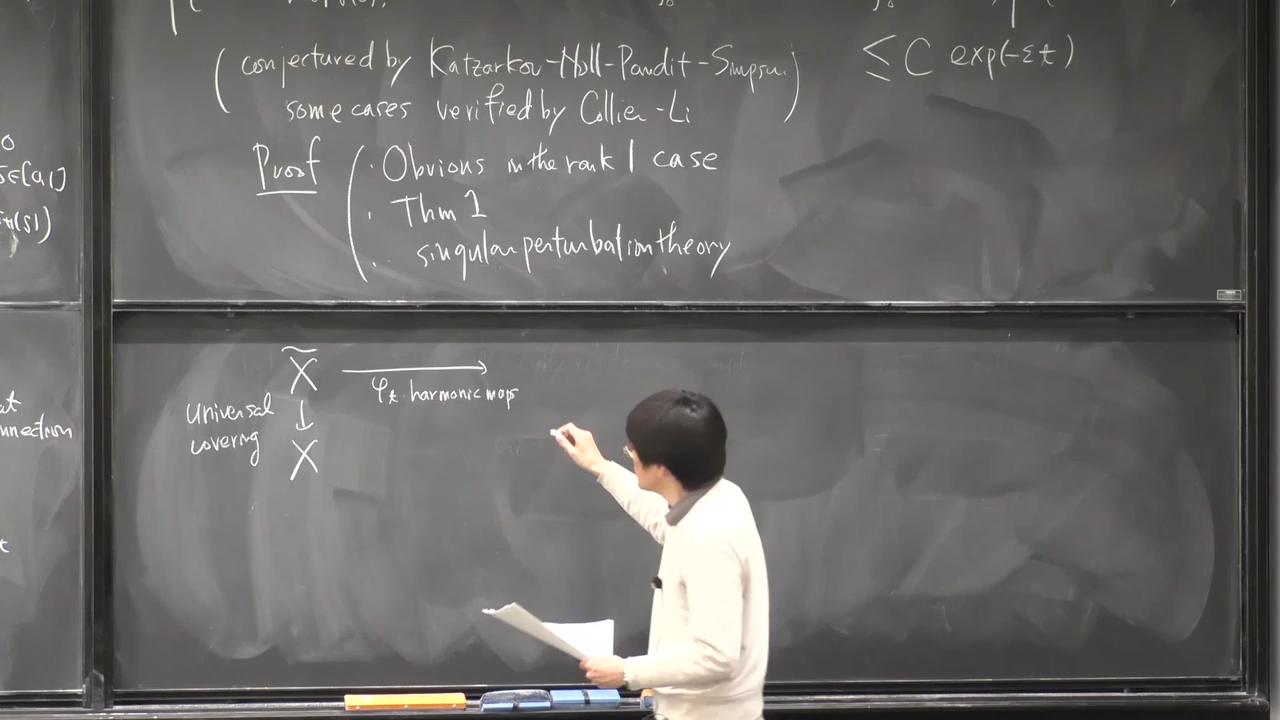 (conjectured by Katzarkov-Noll-Pandit-Simpson
some cases verified by Collier-Li)
≤ C exp(-εt)
Proof
· Obvious in the rank 1 case
· Thm 1
· singular perturbation theory
X̃ → φ_t harmonic maps
universal covering
↓
X